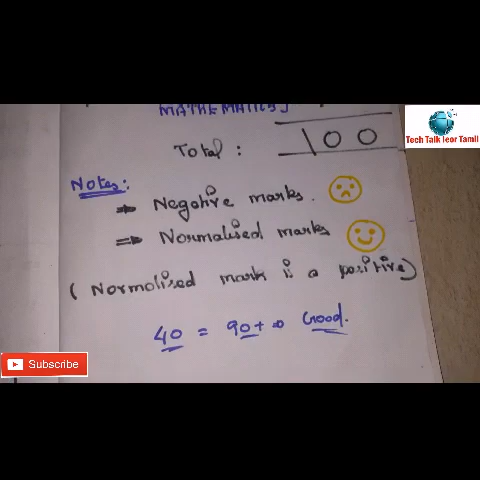 MATHEMATICS
Total: 100
Notes:
⇒ Negative marks. ☹
⇒ Normalised marks ☺
(Normalised mark is a positive)
40 = 90+ ⇒ Good.
Tech Talk leor Tamil
Subscribe